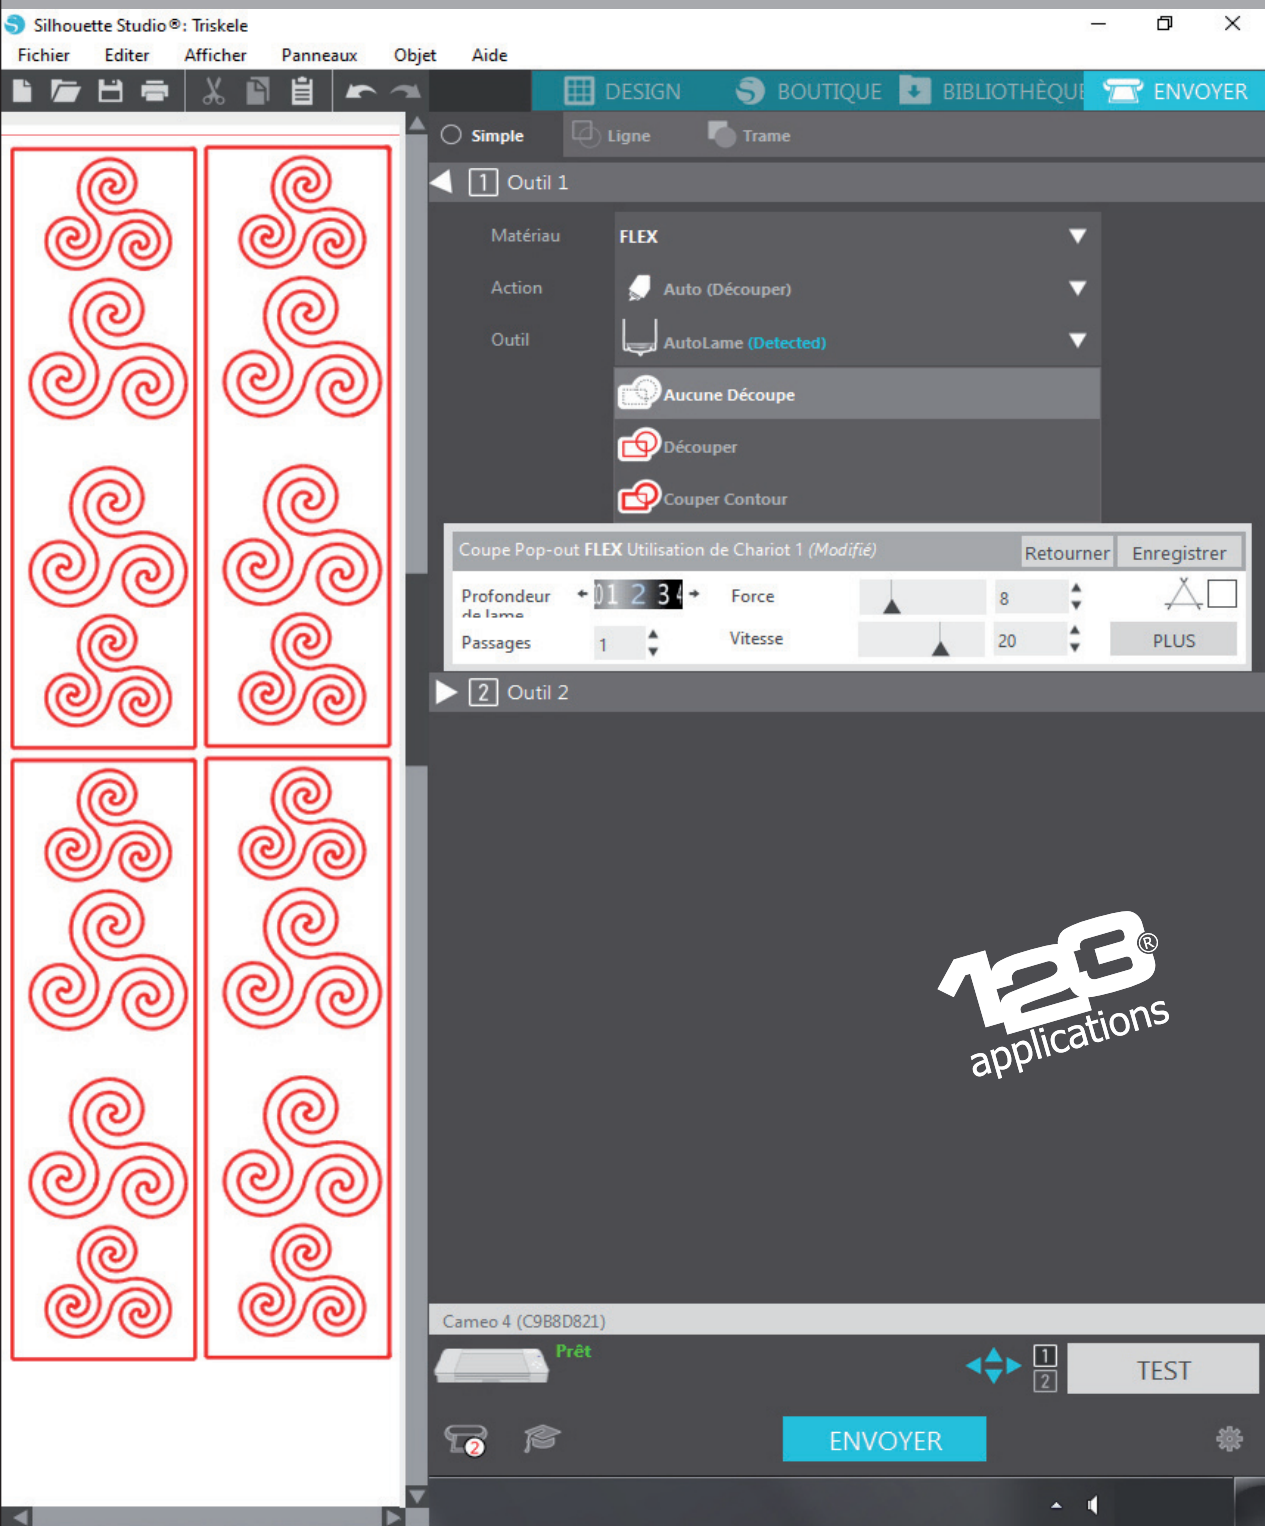 Silhouette Studio®: Triskele
Fichier Editer Afficher Panneaux Objet Aide
DESIGN BOUTIQUE BIBLIOTHÈQUE ENVOYER
Simple Ligne Trame
1 Outil 1
Matériau FLEX
Action Auto (Découper)
Outil AutoLame (Detected)
Aucune Découpe
Découper
Couper Contour
Coupe Pop-out FLEX Utilisation de Chariot 1 (Modifié) Retourner Enregistrer
Profondeur de lame 01 2 3 4 Force 8
Passages 1 Vitesse 20 PLUS
2 Outil 2
123®
applications
Cameo 4 (C9B8D821)
Prêt
1
2
TEST
2
ENVOYER